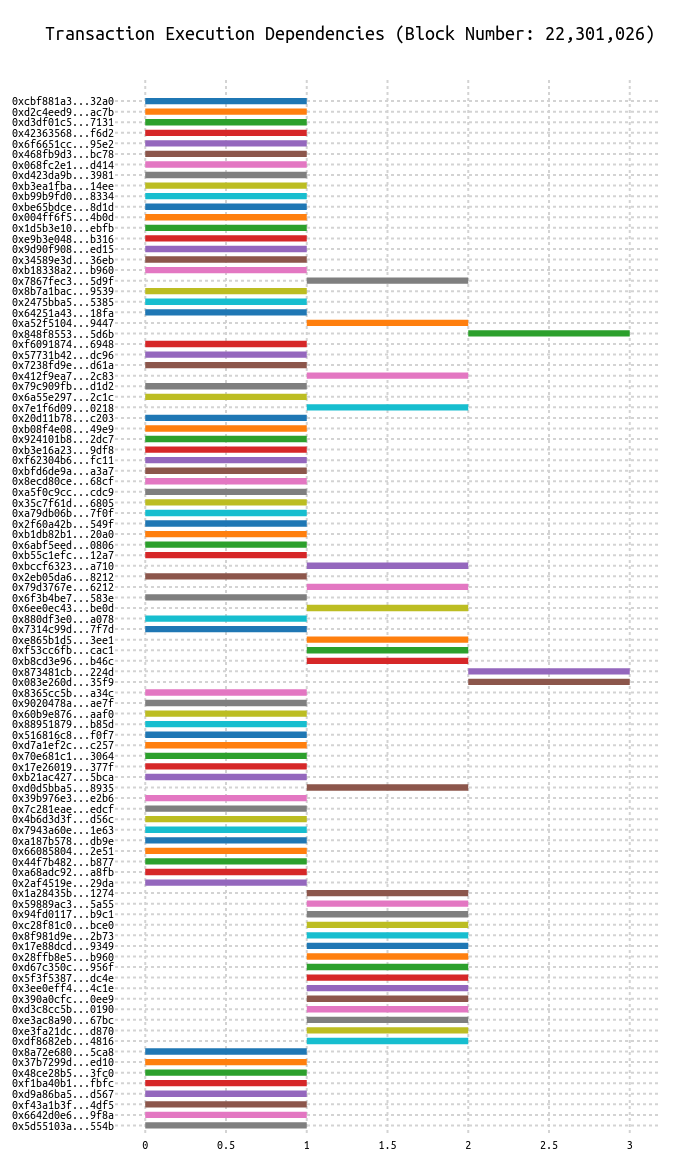 Transaction Execution Dependencies (Block Number: 22,301,026)
0xcbf881a3...32a0
0xd2c4eed9...ac7b
0xd3df01c5...7131
0x42363568...f6d2
0x6f6651cc...95e2
0x468fb9d3...bc78
0x068fc2e1...d414
0xd423da9b...3981
0xb3ea1fba...14ee
0xb99b9fd0...8334
0xbe65bdce...8d1d
0x004ff6f5...4b0d
0x1d5b3e10...ebfb
0xe9b3e048...b316
0x9d90f908...ed15
0x34589e3d...36eb
0xb18338a2...b960
0x7867fec3...5d9f
0x8b7a1bac...9539
0x2475bba5...5385
0x64251a43...18fa
0xa52f5104...9447
0x848f8553...5d6b
0xf6091874...6948
0x57731b42...dc96
0x7238fd9e...d61a
0x412f9ea7...2c83
0x79c909fb...d1d2
0x6a55e297...2c1c
0x7e1f6d09...0218
0x20d11b78...c203
0xb08f4e08...49e9
0x924101b8...2dc7
0xb3e16a23...9df8
0xf62304b6...fc11
0xbfd6de9a...a3a7
0x8ecd80ce...68cf
0xa5f0c9cc...cdc9
0x35c7f61d...6805
0xa79db06b...7f0f
0x2f60a42b...549f
0xb1db82b1...20a0
0x6abf5eed...0806
0xb55c1efc...12a7
0xbccf6323...a710
0x2eb05da6...8212
0x79d3767e...6212
0x6f3b4be7...583e
0x6ee0ec43...be0d
0x880df3e0...a078
0x7314c99d...7f7d
0xe865b1d5...3ee1
0xf53cc6fb...cac1
0xb8cd3e96...b46c
0x873481cb...224d
0x083e260d...35f9
0x8365cc5b...a34c
0x9020478a...ae7f
0x60b9e876...aaf0
0x88951879...b85d
0x516816c8...f0f7
0xd7a1ef2c...c257
0x70e681c1...3064
0x17e26019...377f
0xb21ac427...5bca
0xd0d5bba5...8935
0x39b976e3...e2b6
0x7c281eae...edcf
0x4b6d3d3f...d56c
0x7943a60e...1e63
0xa187b578...db9e
0x66085804...2e51
0x44f7b482...b877
0xa68adc92...a8fb
0x2af4519e...29da
0x1a28435b...1274
0x59889ac3...5a55
0x94fd0117...b9c1
0xc28f81c0...bce0
0x8f981d9e...2b73
0x17e88dcd...9349
0x28ffb8e5...b960
0xd67c350c...956f
0x5f3f5387...dc4e
0x3ee0eff4...4c1e
0x390a0cfc...0ee9
0xd3c8cc5b...0190
0xe3ac8a90...67bc
0xe3fa21dc...d870
0xdf8682eb...4816
0x8a72e680...5ca8
0x37b7299d...ed10
0x48ce28b5...3fc0
0xf1ba40b1...fbfc
0xd9a86ba5...d567
0xf43a1b3f...4df5
0x6642d0e6...9f8a
0x5d55103a...554b
0 0.5 1 1.5 2 2.5 3